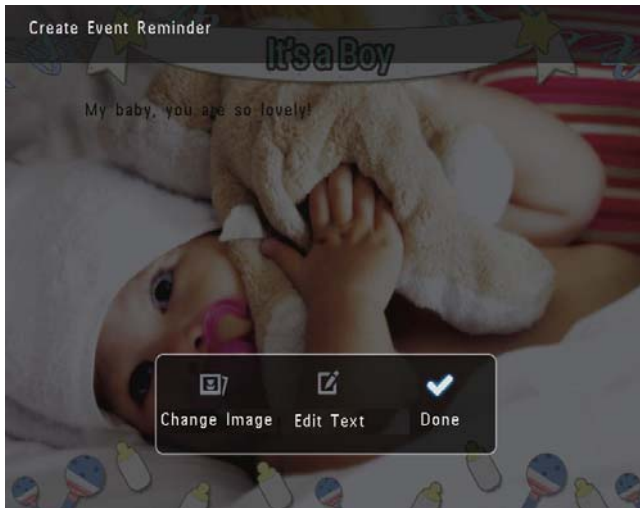 Create Event Reminder
It's a Boy
My baby, you are so lovely!
Change Image
Edit Text
Done